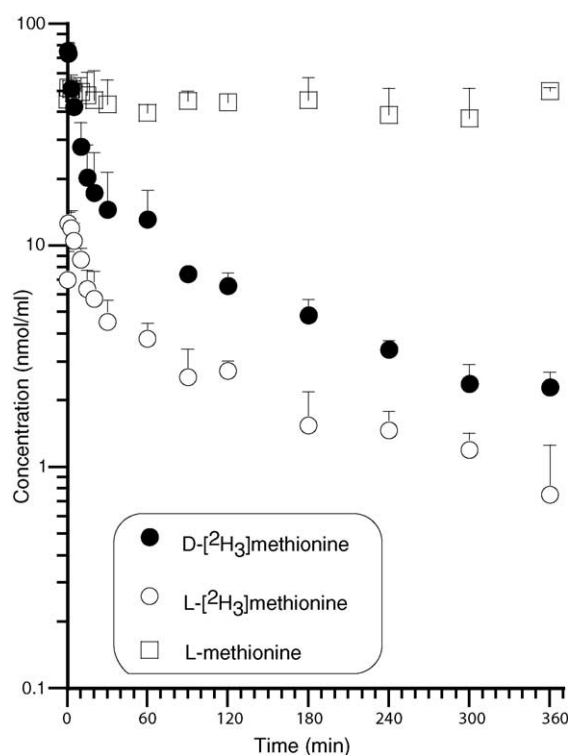 100
10
1
0.1
Concentration (nmol/ml)
D-[²H₃]methionine
L-[²H₃]methionine
L-methionine
0 60 120 180 240 300 360
Time (min)